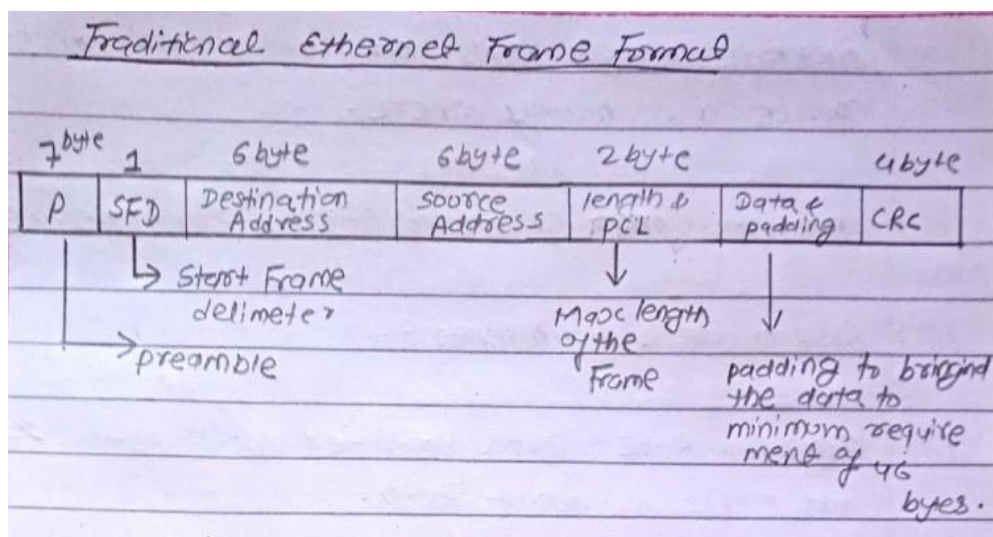 Traditional Ethernet Frame Format
7 byte 1 6 byte 6 byte 2 byte 4 byte
P SFD Destination Address Source Address length & PCL Data & padding CRC
Start Frame
delimeter
preamble
Max length
of the
Frame
padding to bringind
the data to
minimum require
ment of 46
bytes.